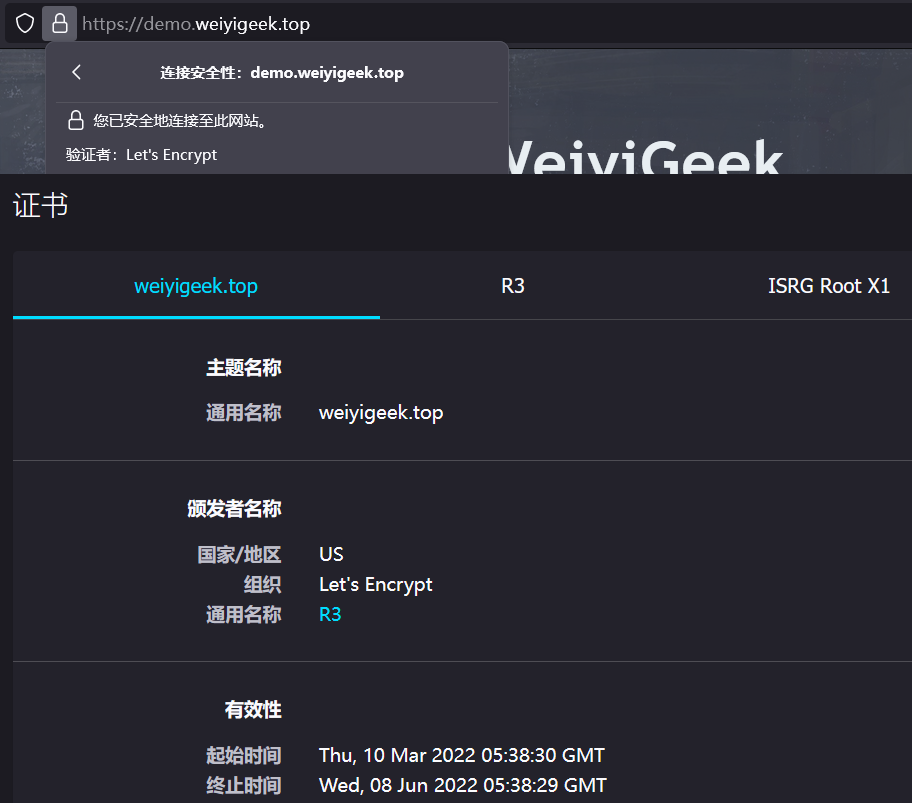 https://demo.weiyigeek.top
连接安全性：demo.weiyigeek.top
您已安全地连接至此网站。
验证者：Let's Encrypt
WeiyiGeek
证书
weiyigeek.top R3 ISRG Root X1
主题名称
通用名称 weiyigeek.top
颁发者名称
国家/地区 US
组织 Let's Encrypt
通用名称 R3
有效性
起始时间 Thu, 10 Mar 2022 05:38:30 GMT
终止时间 Wed, 08 Jun 2022 05:38:29 GMT